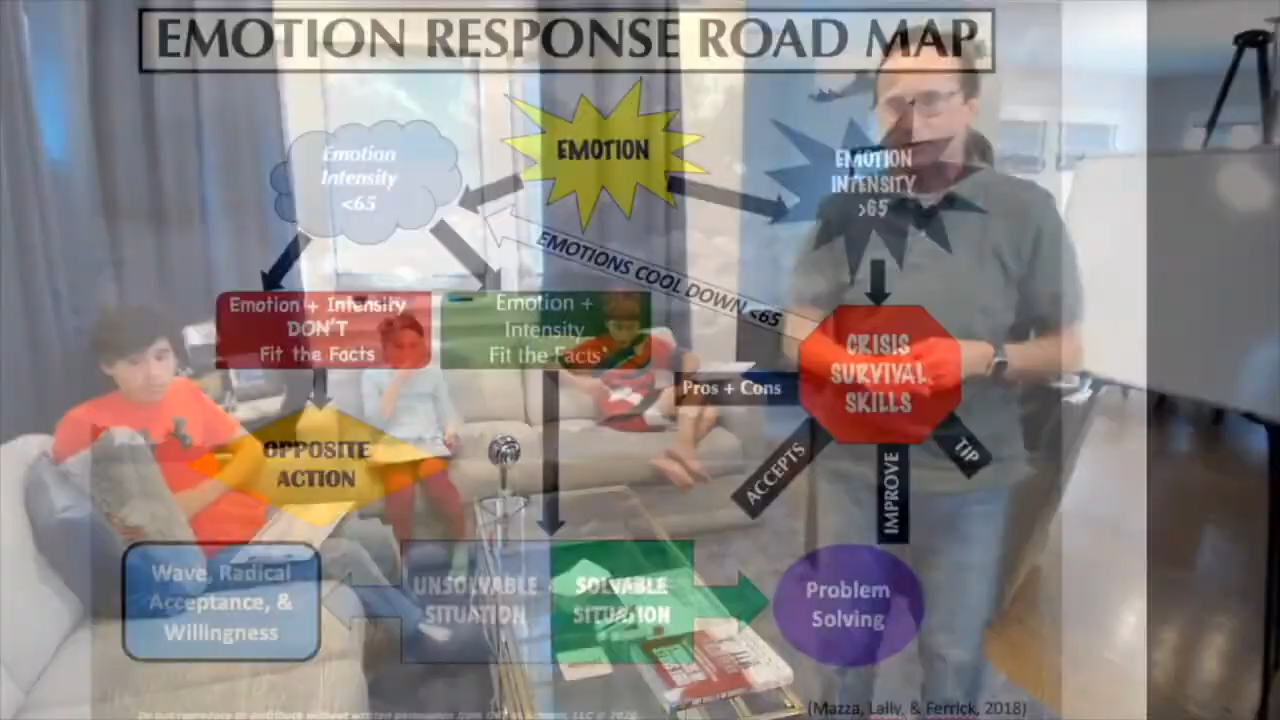 EMOTION RESPONSE ROAD MAP
EMOTION
Emotion
Intensity
<65
EMOTION
INTENSITY
>65
EMOTIONS COOL DOWN <65
Emotion + Intensity
DON'T
Fit the Facts
Emotion +
Intensity
Fit the Facts
CRISIS
SURVIVAL
SKILLS
Pros + Cons
ACCEPTS
IMPROVE
TIP
OPPOSITE
ACTION
Wave, Radical
Acceptance, &
Willingness
UNSOLVABLE
SITUATION
SOLVABLE
SITUATION
Problem
Solving
(Mazza, Lally, & Ferrick, 2018)